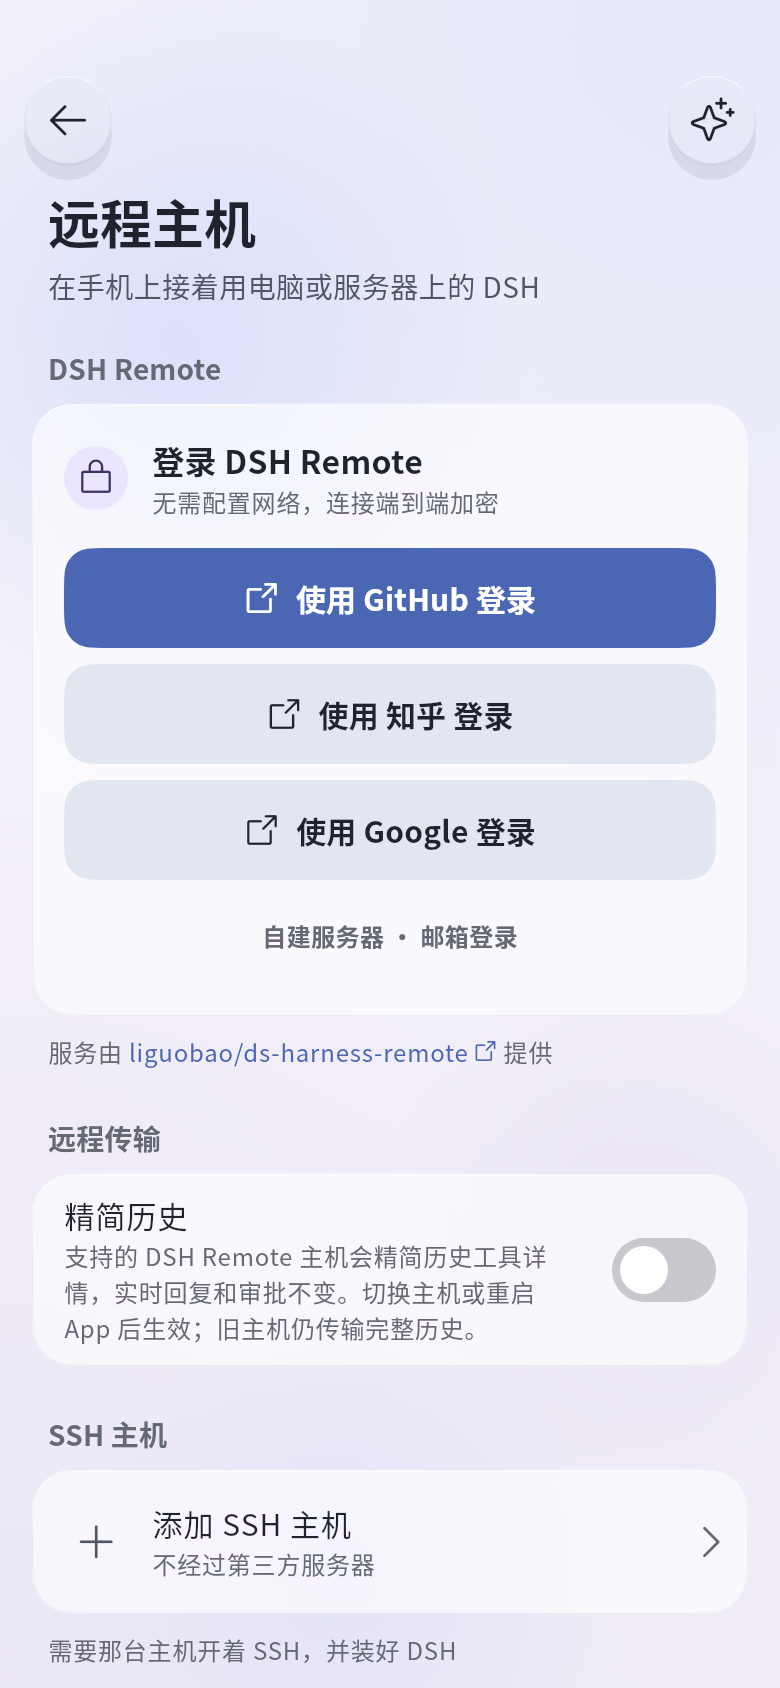 远程主机
在手机上接着用电脑或服务器上的 DSH
DSH Remote
登录 DSH Remote
无需配置网络，连接端到端加密
使用 GitHub 登录
使用 知乎 登录
使用 Google 登录
自建服务器 · 邮箱登录
服务由 liguobao/ds-harness-remote 提供
远程传输
精简历史
支持的 DSH Remote 主机会精简历史工具详
情，实时回复和审批不变。切换主机或重启
App 后生效；旧主机仍传输完整历史。
SSH 主机
添加 SSH 主机
不经过第三方服务器
需要那台主机开着 SSH，并装好 DSH